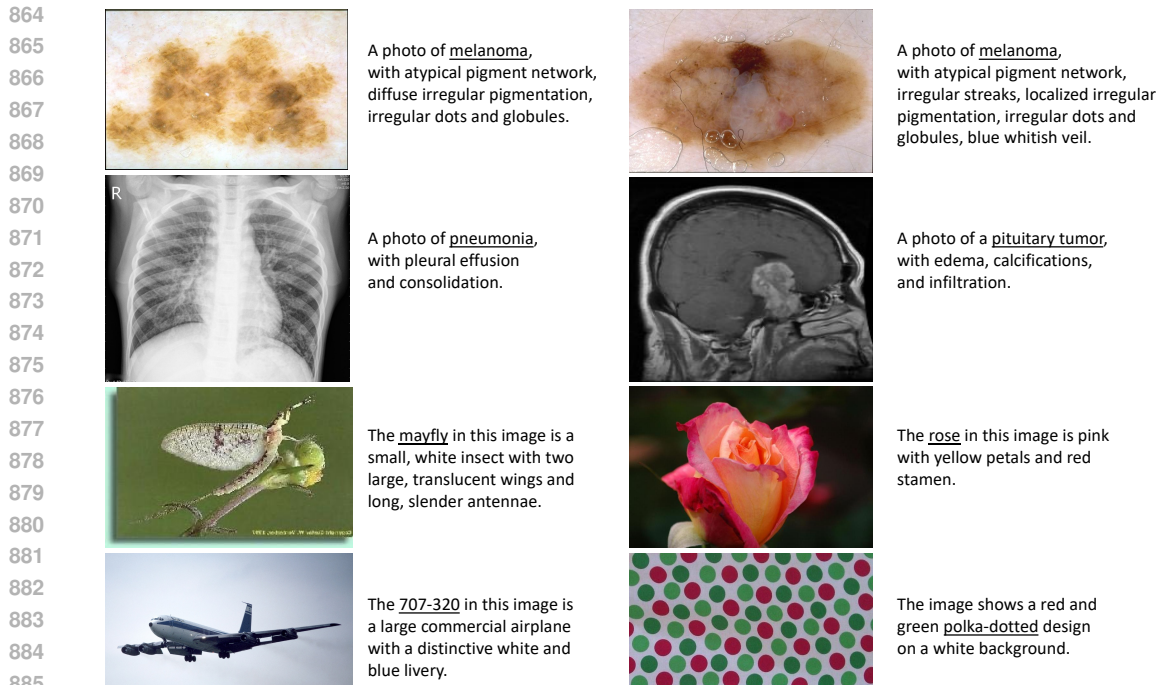 864
865
866
867
868
869
870
871
872
873
874
875
876
877
878
879
880
881
882
883
884
885
A photo of melanoma,
with atypical pigment network,
diffuse irregular pigmentation,
irregular dots and globules.
A photo of melanoma,
with atypical pigment network,
irregular streaks, localized irregular
pigmentation, irregular dots and
globules, blue whitish veil.
R
A photo of pneumonia,
with pleural effusion
and consolidation.
A photo of a pituitary tumor,
with edema, calcifications,
and infiltration.
The mayfly in this image is a
small, white insect with two
large, translucent wings and
long, slender antennae.
The rose in this image is pink
with yellow petals and red
stamen.
The 707-320 in this image is
a large commercial airplane
with a distinctive white and
blue livery.
The image shows a red and
green polka-dotted design
on a white background.